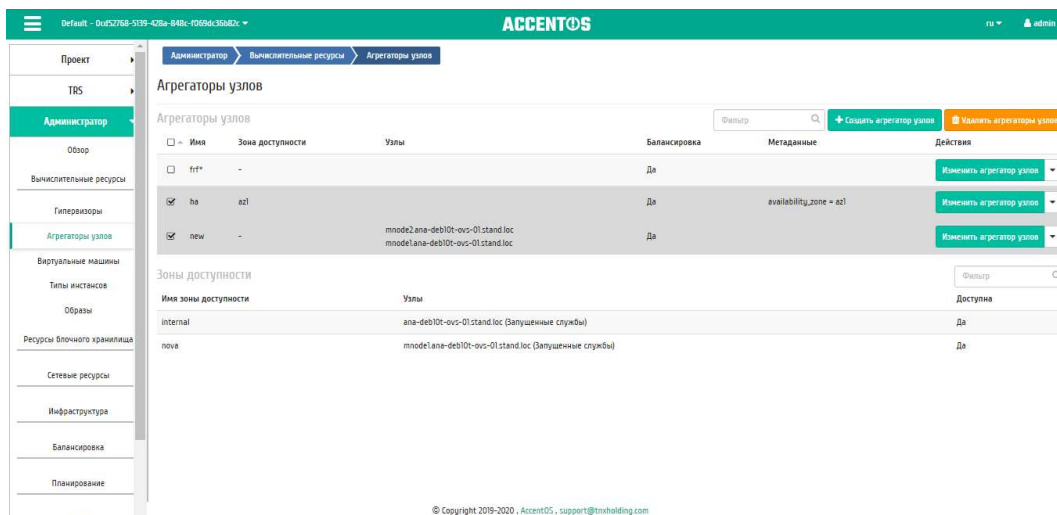 Default - 0cd52768-5139-428a-848c-f069dc36b82c
ACCENTOS
ru
admin
Проект
TRS
Администратор
Обзор
Вычислительные ресурсы
Гипервизоры
Агрегаторы узлов
Виртуальные машины
Типы инстансов
Образы
Ресурсы блочного хранилища
Сетевые ресурсы
Инфраструктура
Балансировка
Планирование
Администратор
Вычислительные ресурсы
Агрегаторы узлов
Агрегаторы узлов
Агрегаторы узлов
Фильтр
Создать агрегатор узлов
Удалить агрегаторы узлов
Имя Зона доступности Узлы Балансировка Метаданные Действия
frf* - Да Изменить агрегатор узлов
ha az1 Да availability_zone = az1 Изменить агрегатор узлов
new - mnode2.ana-deb10t-ovs-01.stand.loc
mnode1.ana-deb10t-ovs-01.stand.loc Да Изменить агрегатор узлов
Зоны доступности
Фильтр
Имя зоны доступности Узлы Доступна
internal ana-deb10t-ovs-01.stand.loc (Запущенные службы) Да
nova mnode1.ana-deb10t-ovs-01.stand.loc (Запущенные службы) Да
© Copyright 2019-2020 , AccentOS , support@tnxholding.com